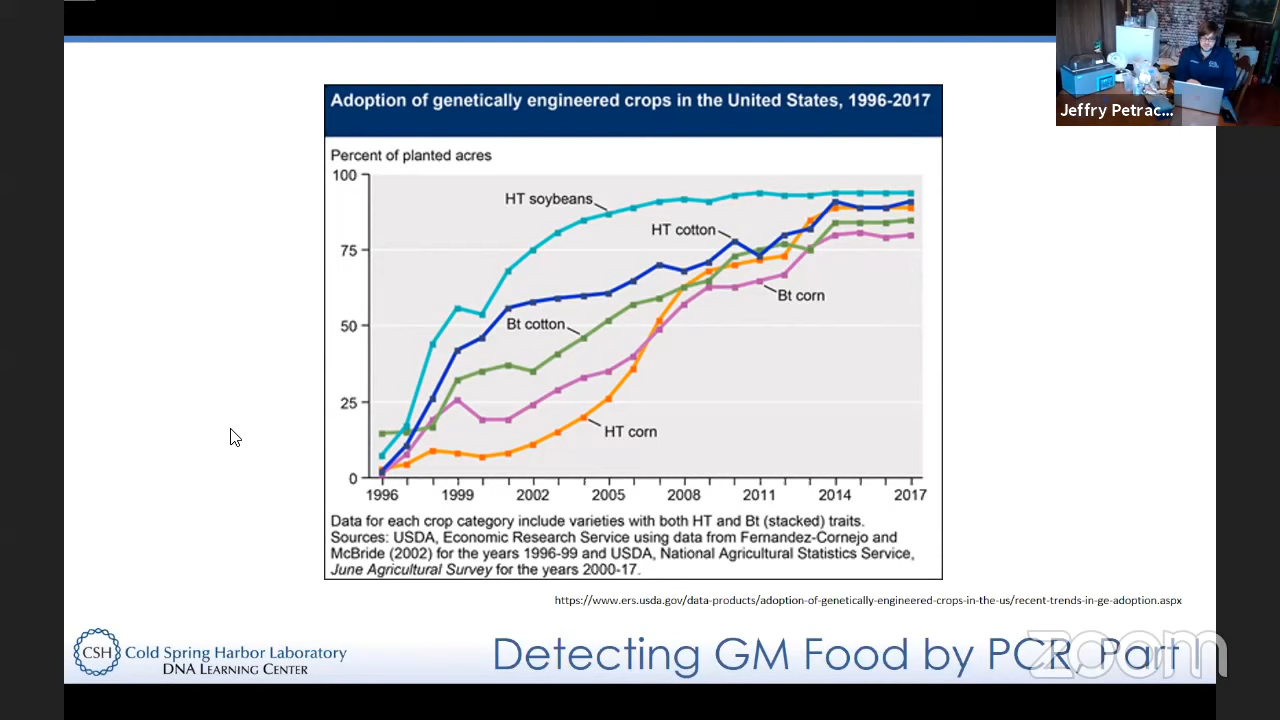 Jeffry Petrac...
Adoption of genetically engineered crops in the United States, 1996-2017
Percent of planted acres
100
75
50
25
0
HT soybeans
HT cotton
Bt cotton
Bt corn
HT corn
1996 1999 2002 2005 2008 2011 2014 2017
Data for each crop category include varieties with both HT and Bt (stacked) traits.
Sources: USDA, Economic Research Service using data from Fernandez-Cornejo and
McBride (2002) for the years 1996-99 and USDA, National Agricultural Statistics Service,
June Agricultural Survey for the years 2000-17.
https://www.ers.usda.gov/data-products/adoption-of-genetically-engineered-crops-in-the-us/recent-trends-in-ge-adoption.aspx
CSH Cold Spring Harbor Laboratory
DNA LEARNING CENTER
Detecting GM Food by PCR, Part
zoom